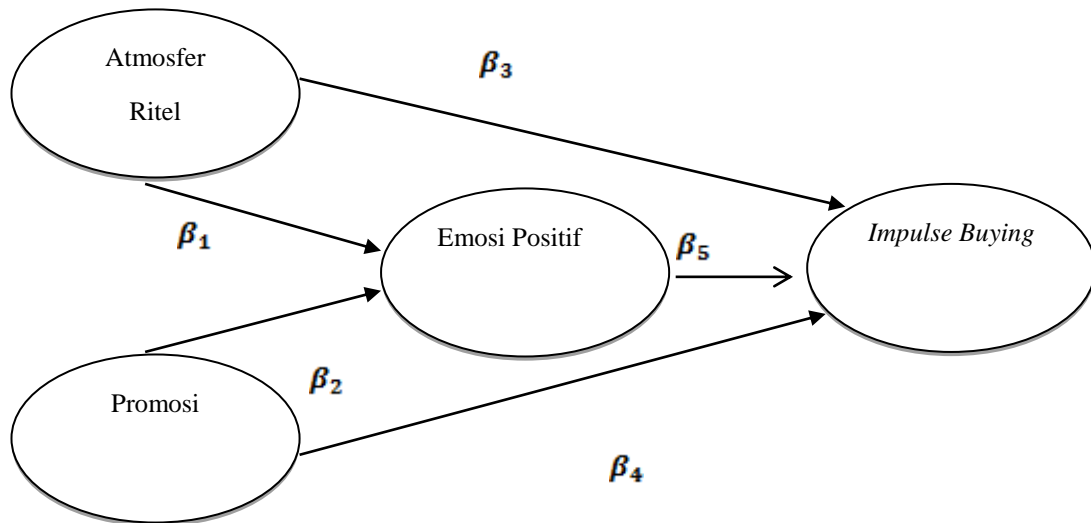 Atmosfer
Ritel
β₃
β₁
Emosi Positif
β₅
Impulse Buying
Promosi
β₂
β₄